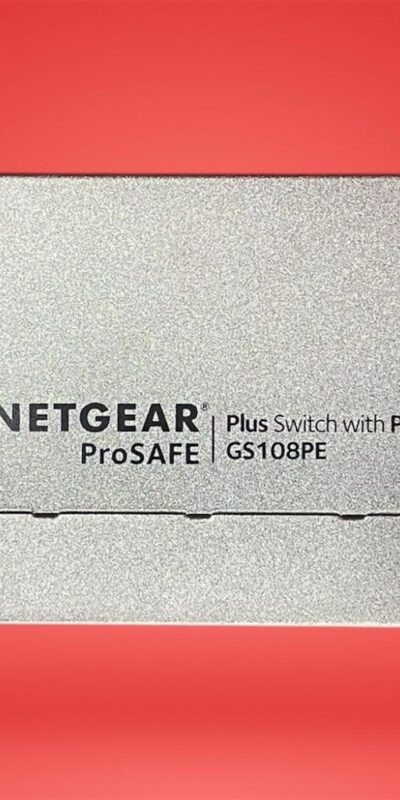 NETGEAR® Plus Switch with P
ProSAFE GS108PE